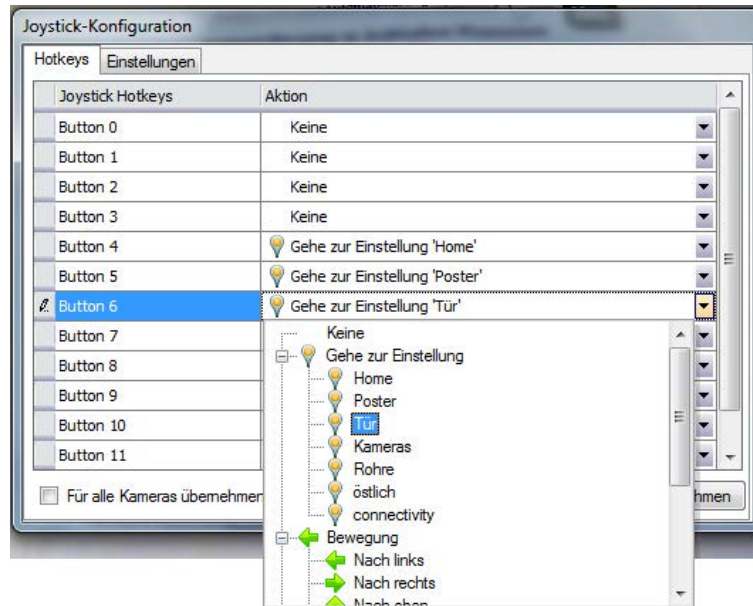 Joystick-Konfiguration
Hotkeys Einstellungen
Joystick Hotkeys Aktion
Button 0 Keine
Button 1 Keine
Button 2 Keine
Button 3 Keine
Button 4 Gehe zur Einstellung 'Home'
Button 5 Gehe zur Einstellung 'Poster'
Button 6 Gehe zur Einstellung 'Tür'
Button 7 Keine
Button 8 Gehe zur Einstellung
Home
Button 9 Poster
Tür
Button 10 Kameras
Button 11 Rohre
Für alle Kameras übernehmen östlich hmen
connectivity
Bewegung
Nach links
Nach rechts
Nach oben